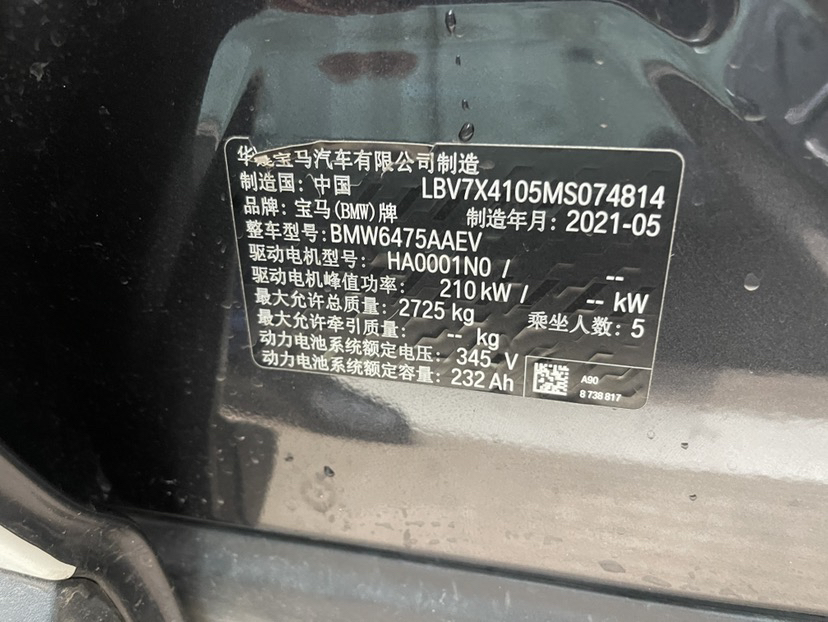 华晨宝马汽车有限公司制造
制造国: 中国 LBV7X4105MS074814
品牌: 宝马(BMW)牌 制造年月: 2021-05
整车型号: BMW6475AAEV
驱动电机型号: HA0001N0 / --
驱动电机峰值功率: 210 kW / -- kW
最大允许总质量: 2725 kg 乘坐人数: 5
最大允许牵引质量: -- kg
动力电池系统额定电压: 345 V
动力电池系统额定容量: 232 Ah
A90
8 738 817